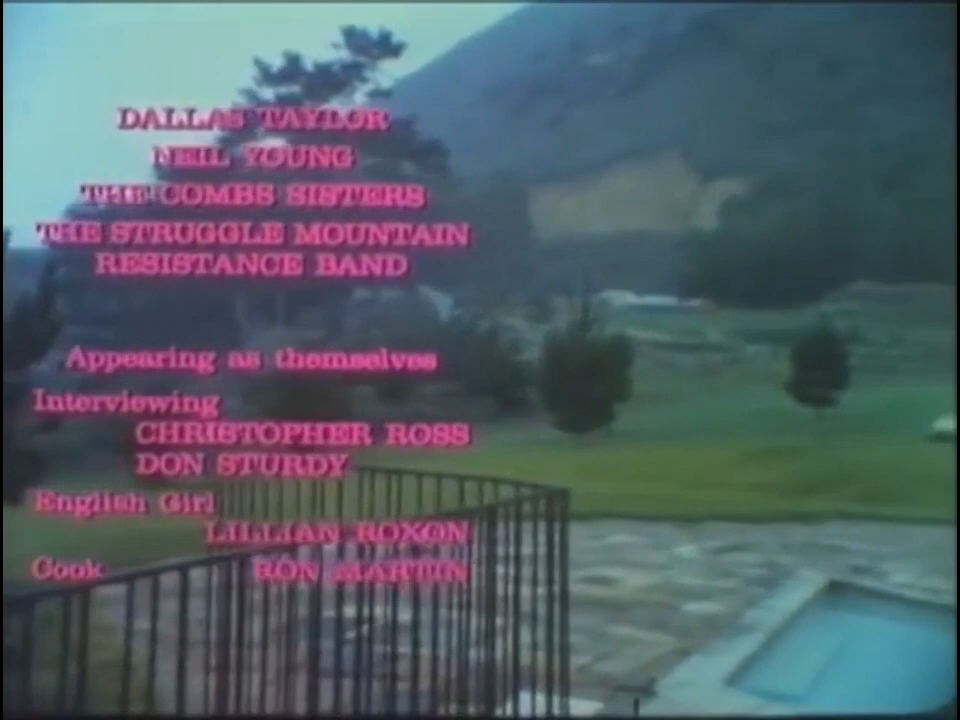 DALLAS TAYLOR
NEIL YOUNG
THE COMBS SISTERS
THE STRUGGLE MOUNTAIN
RESISTANCE BAND
Appearing as themselves
Interviewing
CHRISTOPHER ROSS
DON STURDY
English Girl
LILLIAN ROXON
Cook RON MARTIN